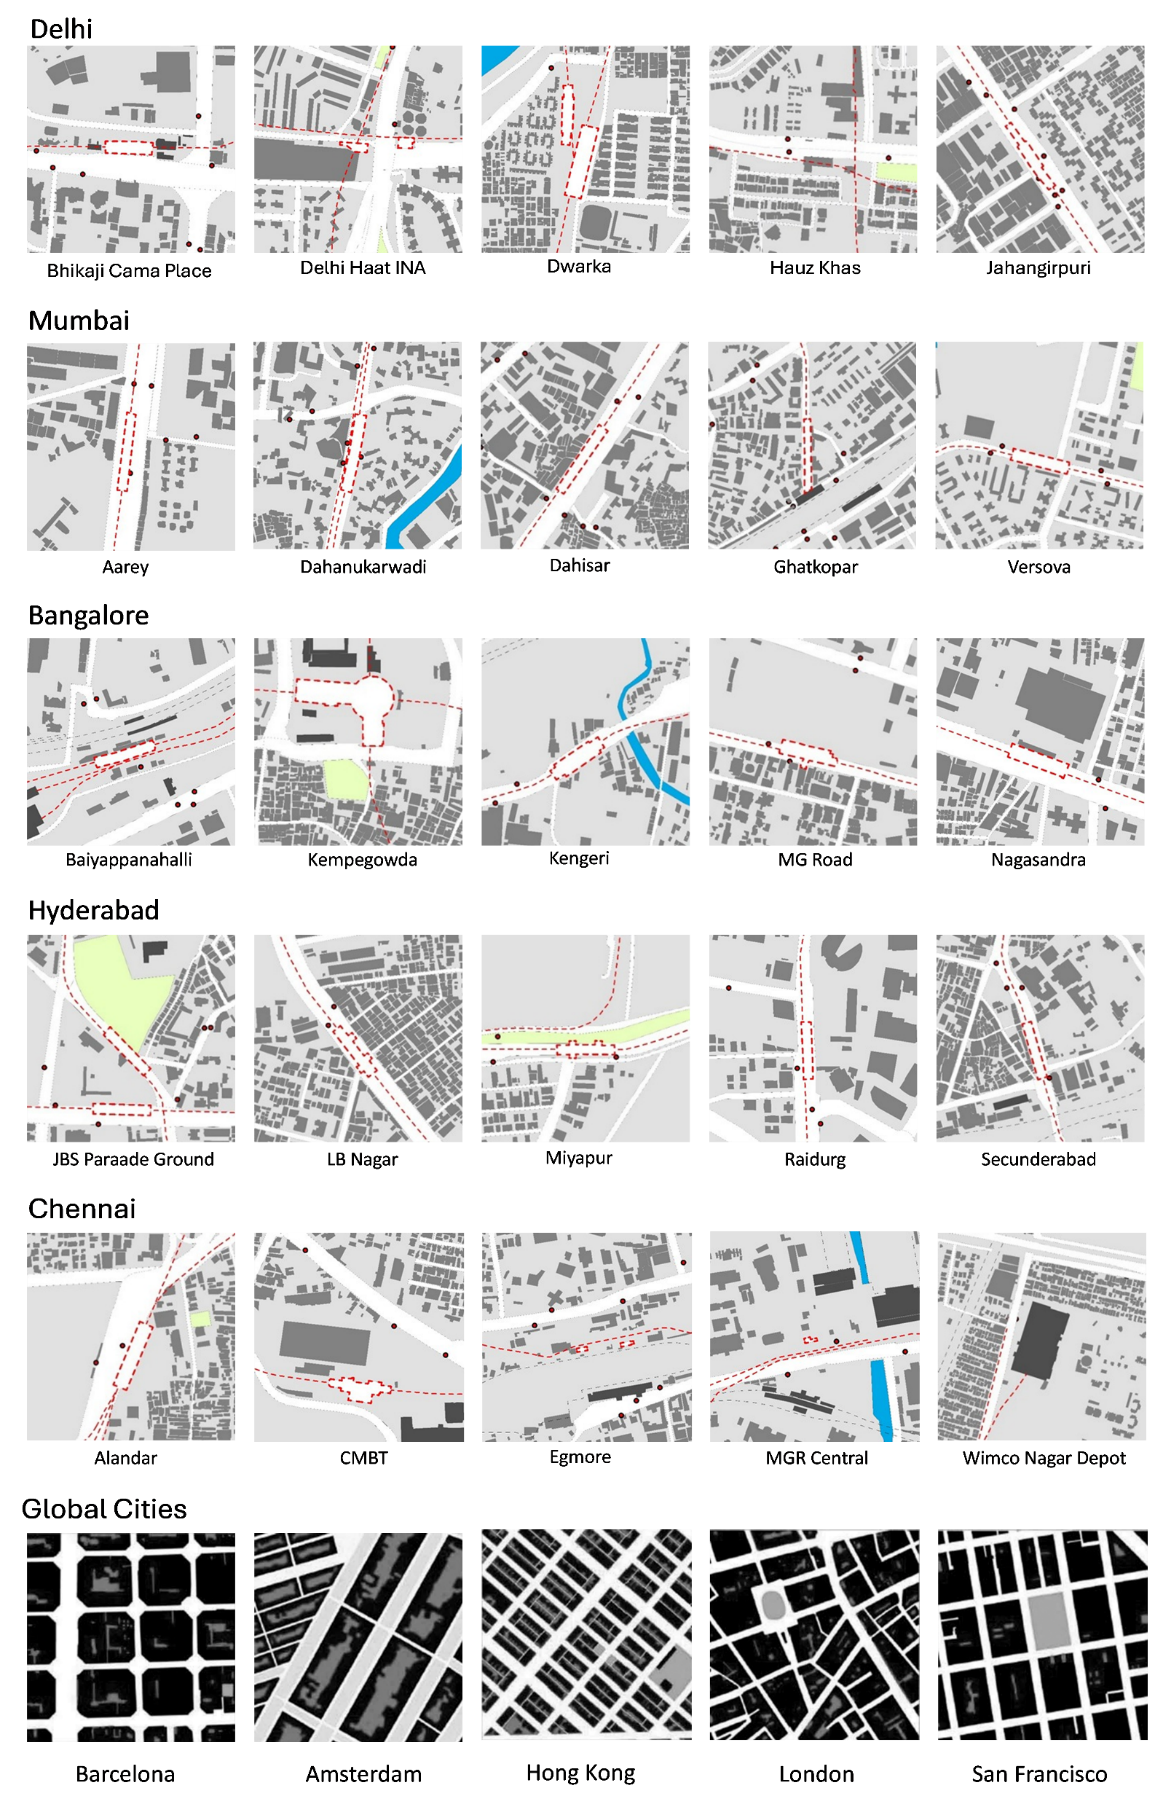 Delhi
Bhikaji Cama Place
Delhi Haat INA
Dwarka
Hauz Khas
Jahangirpuri
Mumbai
Aarey
Dahanukarwadi
Dahisar
Ghatkopar
Versova
Bangalore
Baiyappanahalli
Kempegowda
Kengeri
MG Road
Nagasandra
Hyderabad
JBS Paraade Ground
LB Nagar
Miyapur
Raidurg
Secunderabad
Chennai
Alandar
CMBT
Egmore
MGR Central
Wimco Nagar Depot
Global Cities
Barcelona
Amsterdam
Hong Kong
London
San Francisco